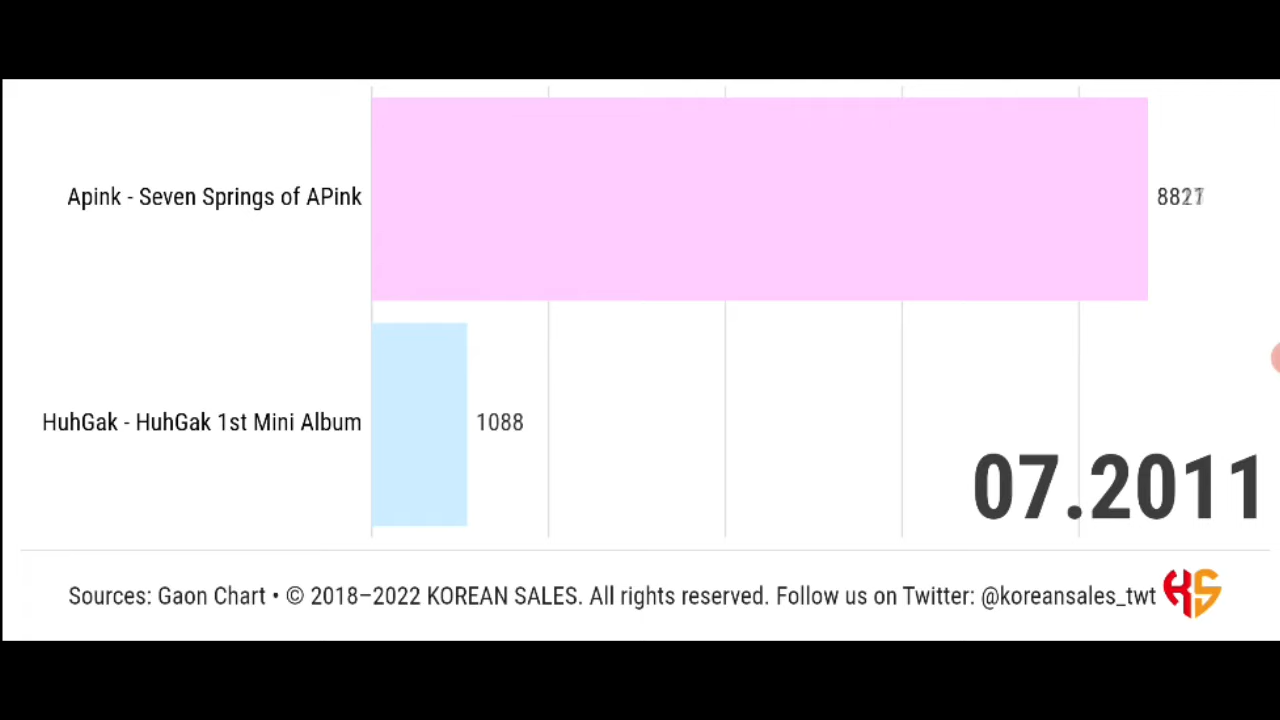 Apink - Seven Springs of APink
HuhGak - HuhGak 1st Mini Album 1088
07.2011
Sources: Gaon Chart • © 2018–2022 KOREAN SALES. All rights reserved. Follow us on Twitter: @koreansales_twt KS